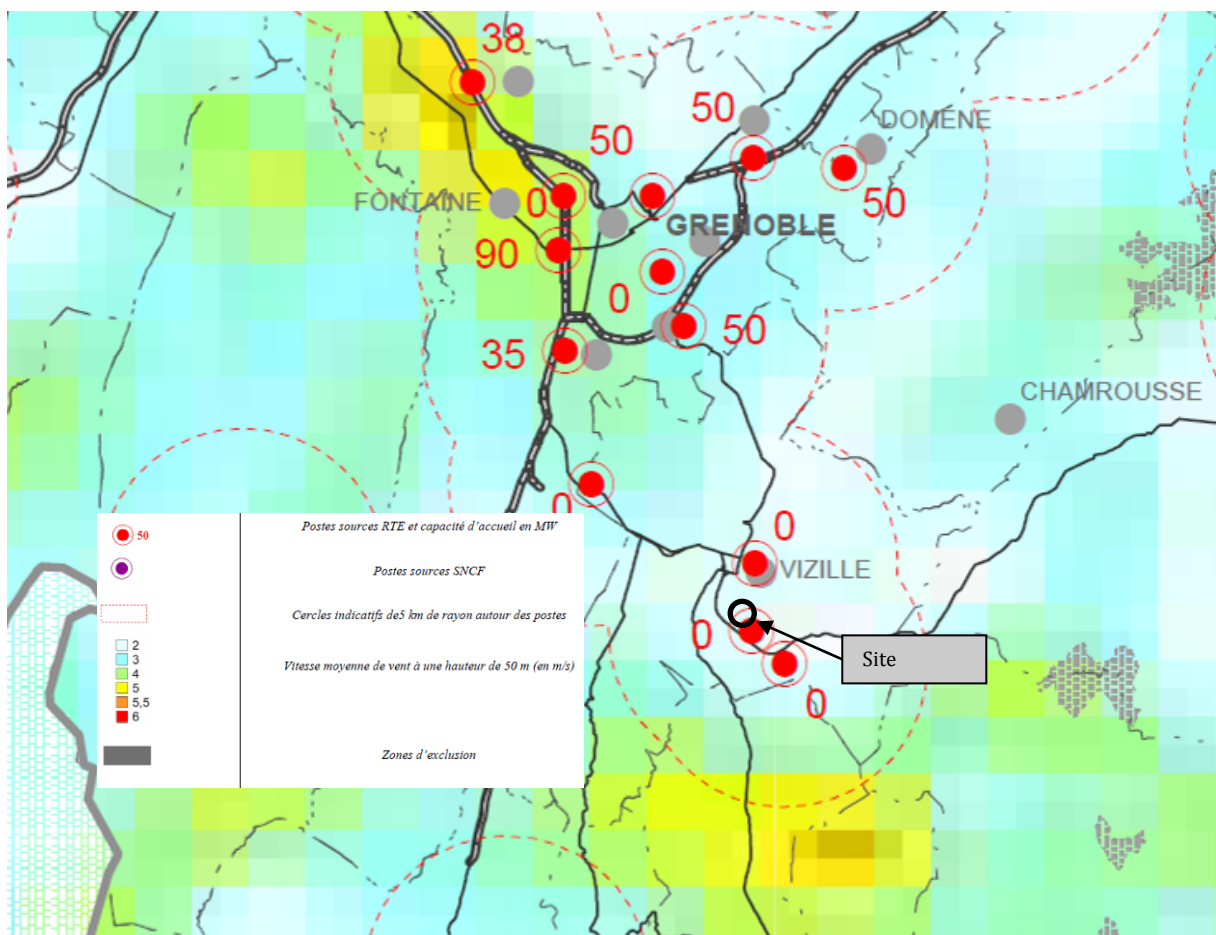 38
50
DOMÈNE
50
FONTAINE
0
50
GRENOBLE
90
0
50
35
CHAMROUSSE
0
0
VIZILLE
0
Site
0
50
Postes sources RTE et capacité d'accueil en MW
Postes sources SNCF
Cercles indicatifs de5 km de rayon autour des postes
2
3
4
5
5,5
6
Vitesse moyenne de vent à une hauteur de 50 m (en m/s)
Zones d'exclusion